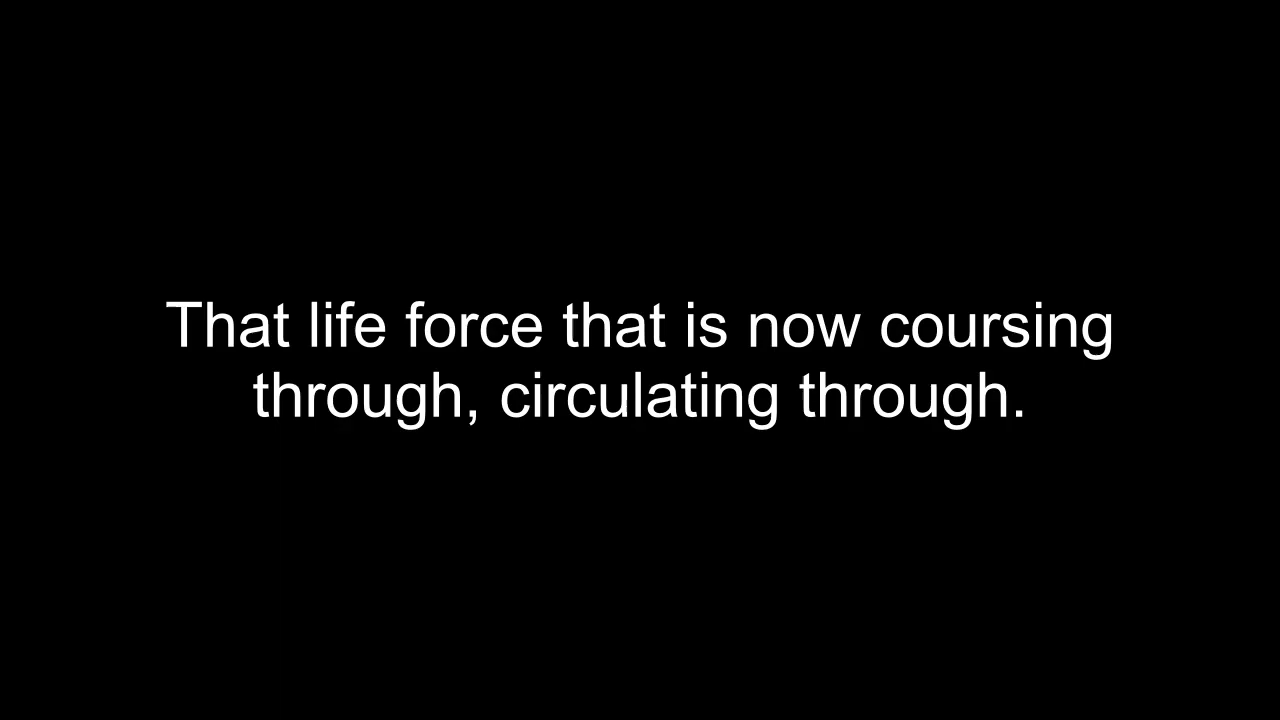 That life force that is now coursing
through, circulating through.